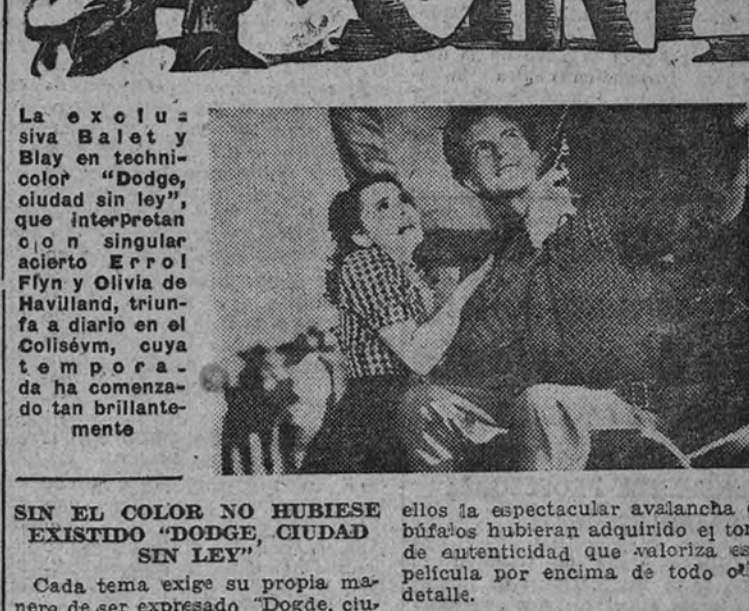 La exclu-
siva Balet y
Blay en techni-
color "Dodge,
ciudad sin ley",
que interpretan
con singular
acierto Errol
Flyn y Olivia de
Havilland, triun-
fa a diario en el
Coliséum, cuya
tempora-
da ha comenza-
do tan brillante-
mente
SIN EL COLOR NO HUBIESE
EXISTIDO "DODGE, CIUDAD
SIN LEY"
Cada tema exige su propia ma-
nera de ser expresado "Dogde, ciu-
ellos la espectacular avalancha
búfalos hubieran adquirido el
de autenticidad que valoriza
película por encima de todo
detalle.